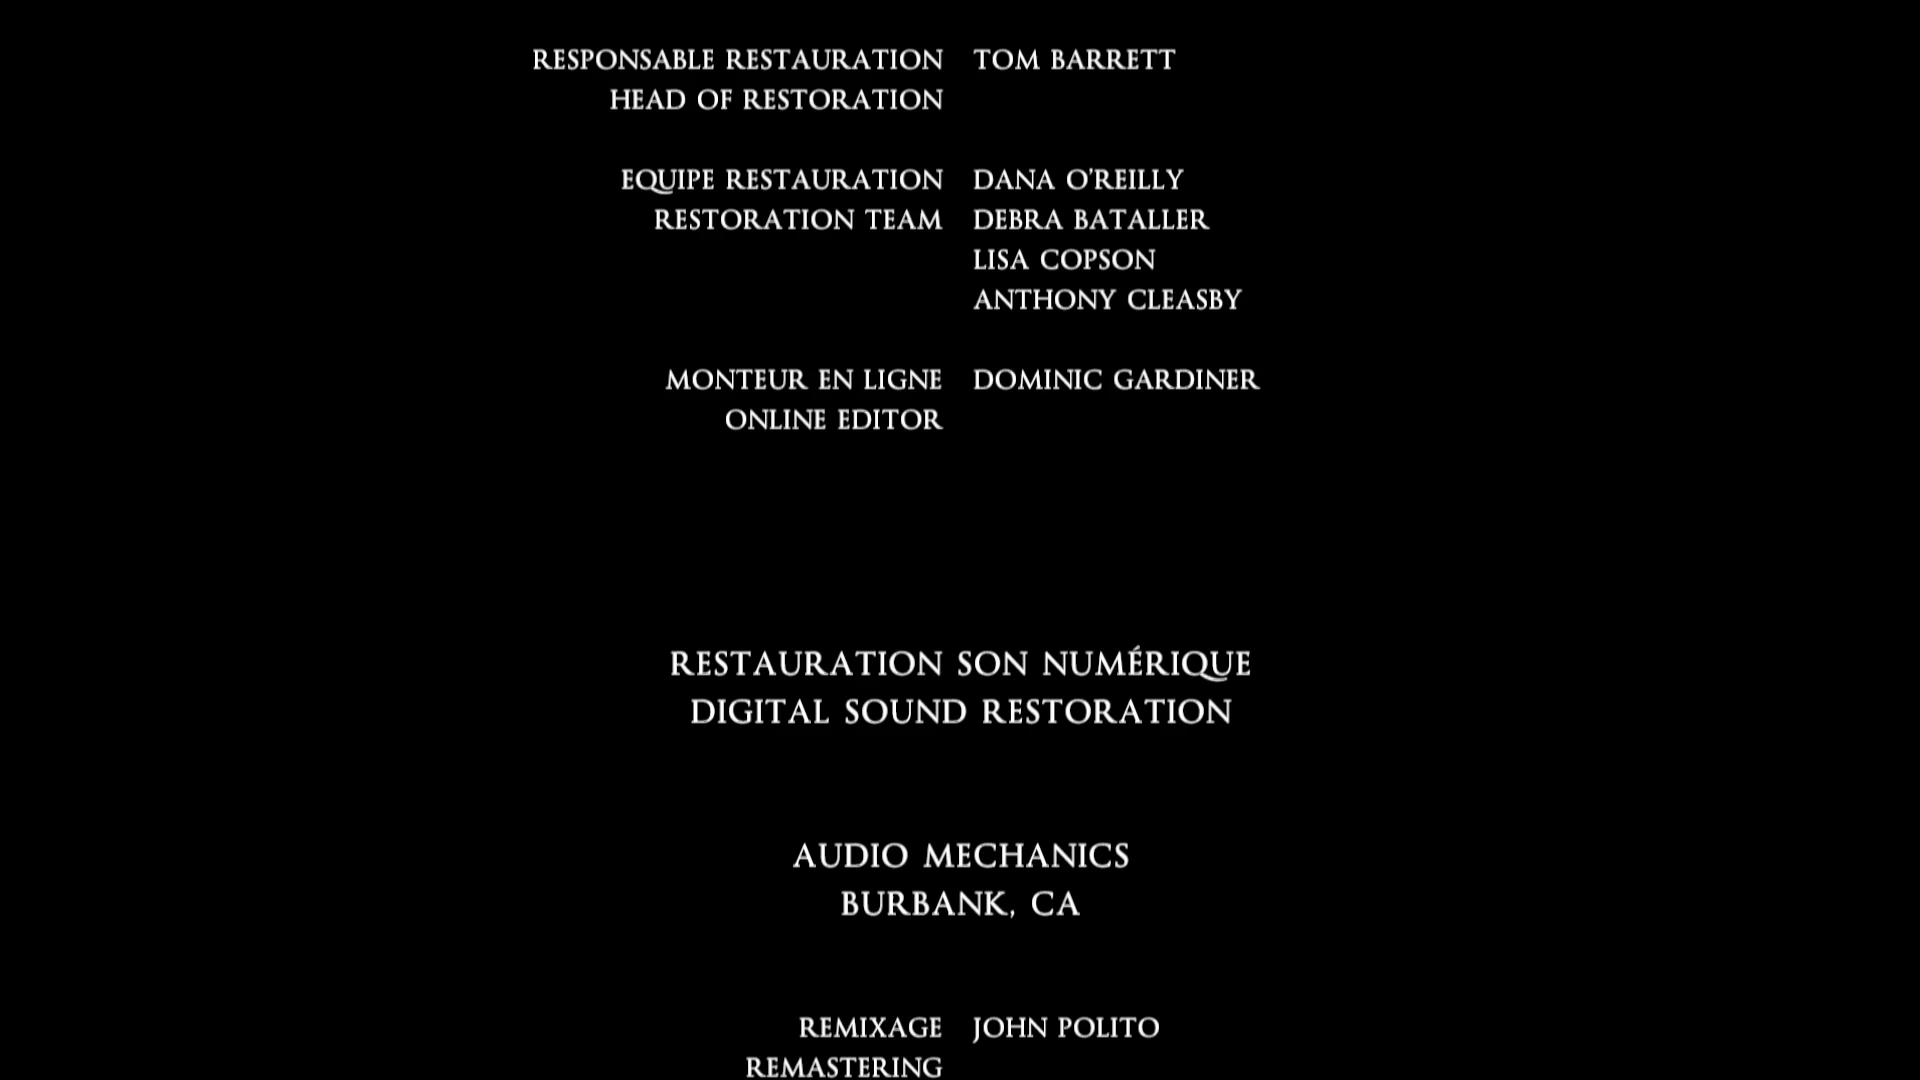 RESPONSABLE RESTAURATION TOM BARRETT
HEAD OF RESTORATION
EQUIPE RESTAURATION DANA O'REILLY
RESTORATION TEAM DEBRA BATALLER
LISA COPSON
ANTHONY CLEASBY
MONTEUR EN LIGNE DOMINIC GARDINER
ONLINE EDITOR
RESTAURATION SON NUMÉRIQUE
DIGITAL SOUND RESTORATION
AUDIO MECHANICS
BURBANK, CA
REMIXAGE JOHN POLITO
REMASTERING